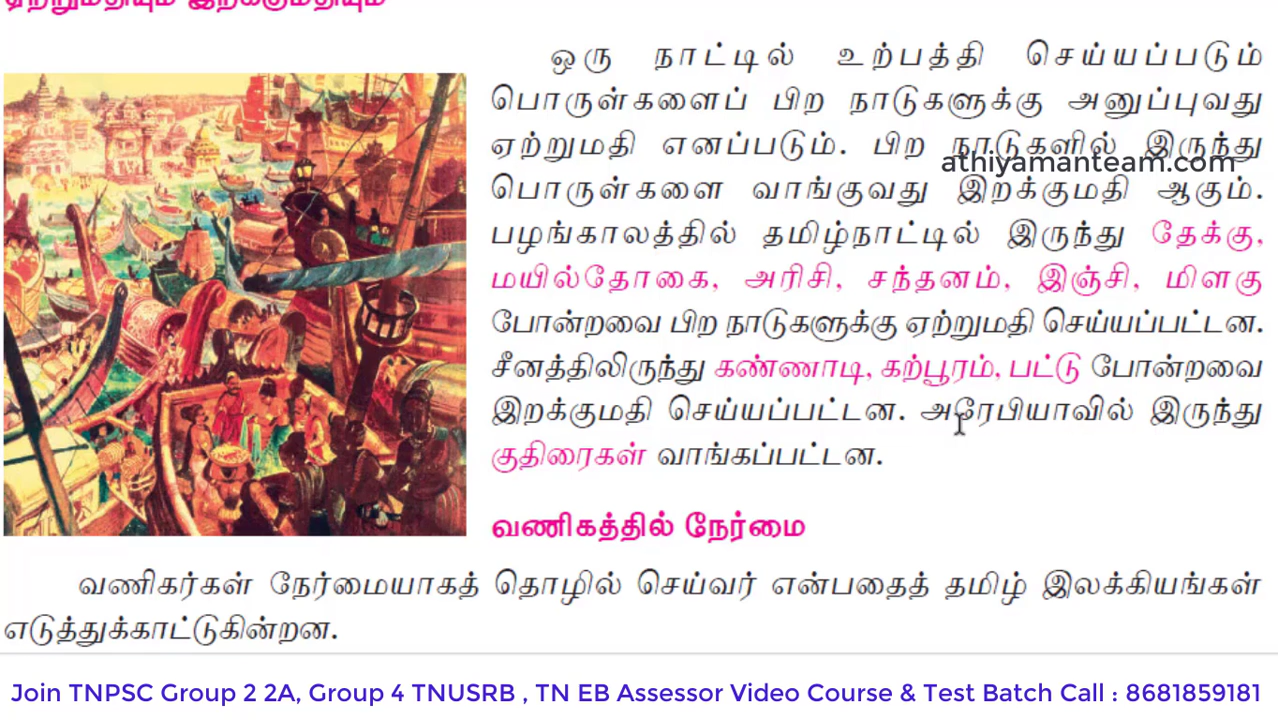 ஏற்றுமதியும் இறக்குமதியும்
ஒரு நாட்டில் உற்பத்தி செய்யப்படும்
பொருள்களைப் பிற நாடுகளுக்கு அனுப்புவது
ஏற்றுமதி எனப்படும். பிற நாடுகளில் இருந்து
athiyamanteam.com
பொருள்களை வாங்குவது இறக்குமதி ஆகும்.
பழங்காலத்தில் தமிழ்நாட்டில் இருந்து தேக்கு,
மயில்தோகை, அரிசி, சந்தனம், இஞ்சி, மிளகு
போன்றவை பிற நாடுகளுக்கு ஏற்றுமதி செய்யப்பட்டன.
சீனத்திலிருந்து கண்ணாடி, கற்பூரம், பட்டு போன்றவை
இறக்குமதி செய்யப்பட்டன. அரேபியாவில் இருந்து
குதிரைகள் வாங்கப்பட்டன.
வணிகத்தில் நேர்மை
வணிகர்கள் நேர்மையாகத் தொழில் செய்வர் என்பதைத் தமிழ் இலக்கியங்கள்
எடுத்துக்காட்டுகின்றன.
Join TNPSC Group 2 2A, Group 4 TNUSRB , TN EB Assessor Video Course & Test Batch Call : 8681859181